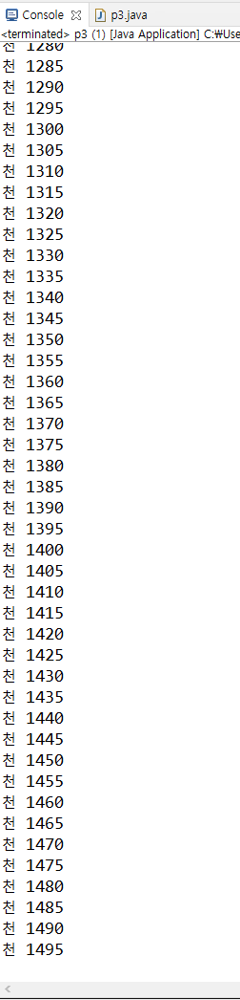 Console p3.java
<terminated> p3 (1) [Java Application] C:₩Use
천 1280
천 1285
천 1290
천 1295
천 1300
천 1305
천 1310
천 1315
천 1320
천 1325
천 1330
천 1335
천 1340
천 1345
천 1350
천 1355
천 1360
천 1365
천 1370
천 1375
천 1380
천 1385
천 1390
천 1395
천 1400
천 1405
천 1410
천 1415
천 1420
천 1425
천 1430
천 1435
천 1440
천 1445
천 1450
천 1455
천 1460
천 1465
천 1470
천 1475
천 1480
천 1485
천 1490
천 1495